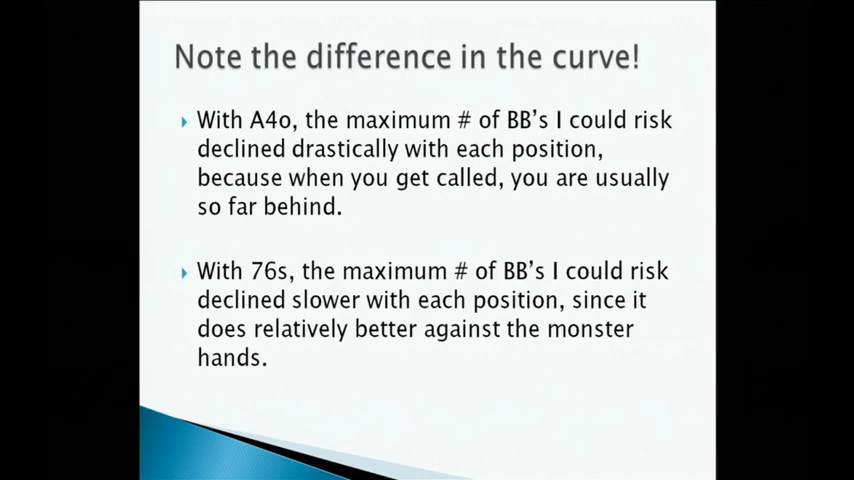 Note the difference in the curve!
With A4o, the maximum # of BB's I could risk
declined drastically with each position,
because when you get called, you are usually
so far behind.
With 76s, the maximum # of BB's I could risk
declined slower with each position, since it
does relatively better against the monster
hands.